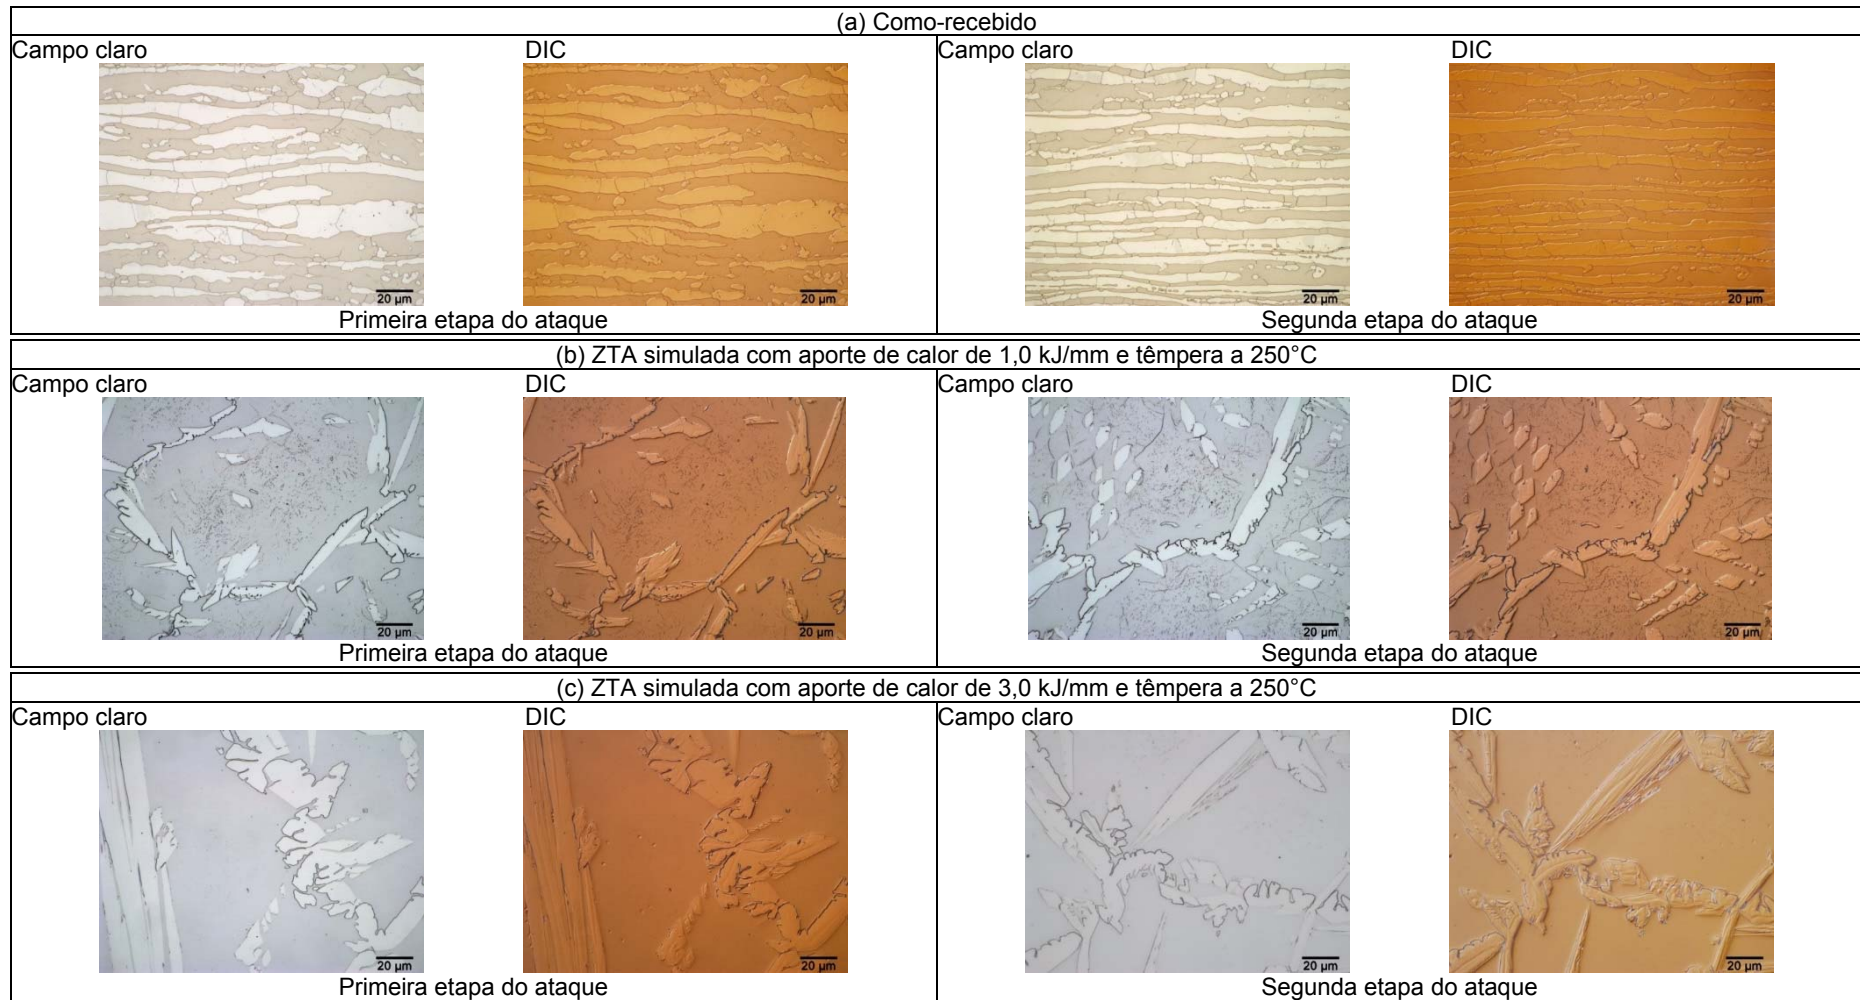 (a) Como-recebido
Campo claro DIC Campo claro DIC
20 µm 20 µm 20 µm 20 µm
Primeira etapa do ataque Segunda etapa do ataque
(b) ZTA simulada com aporte de calor de 1,0 kJ/mm e têmpera a 250°C
Campo claro DIC Campo claro DIC
20 µm 20 µm 20 µm 20 µm
Primeira etapa do ataque Segunda etapa do ataque
(c) ZTA simulada com aporte de calor de 3,0 kJ/mm e têmpera a 250°C
Campo claro DIC Campo claro DIC
20 µm 20 µm 20 µm 20 µm
Primeira etapa do ataque Segunda etapa do ataque